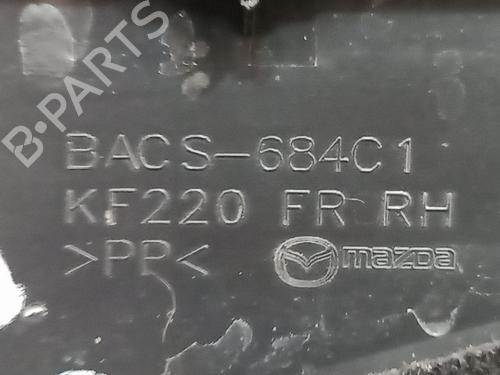 B-PARTS
BACS-684C1
KF220 FR RH
>PP< mazda